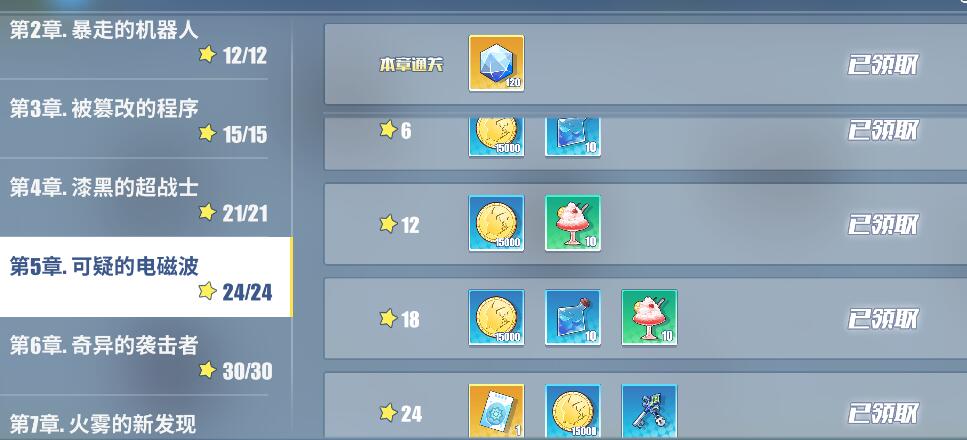 第2章. 暴走的机器人
12/12
第3章. 被篡改的程序
15/15
第4章. 漆黑的超战士
21/21
第5章. 可疑的电磁波
24/24
第6章. 奇异的袭击者
30/30
第7章. 火雾的新发现
本章通关
120
已领取
6
15000
10
已领取
12
15000
10
已领取
18
15000
10
10
已领取
24
1
15000
已领取